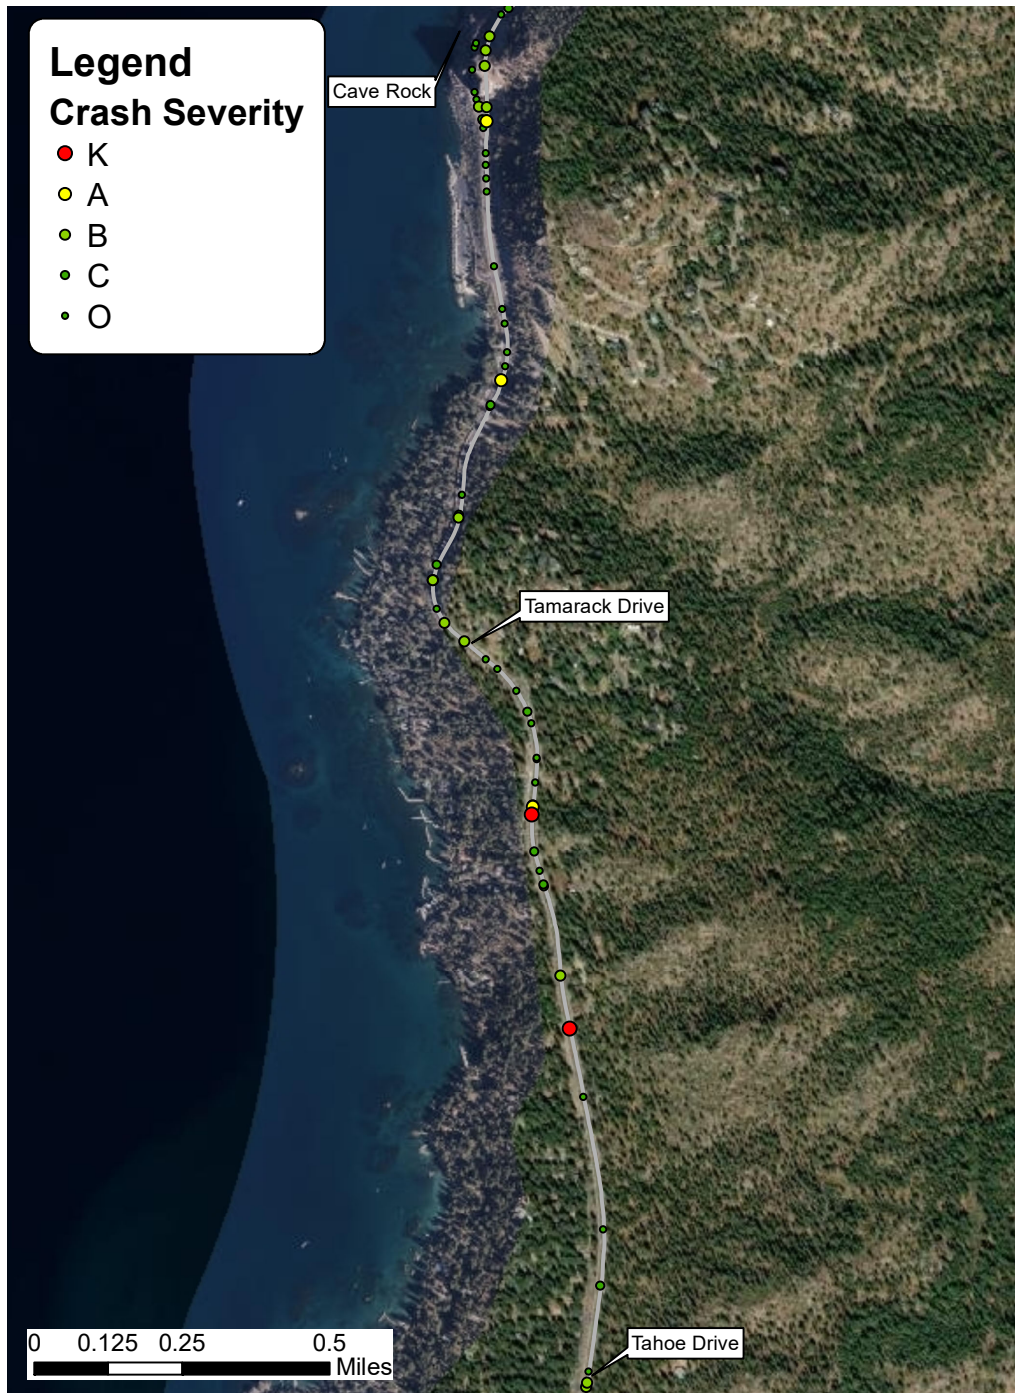 Legend
Crash Severity
K
A
B
C
O
Cave Rock
Tamarack Drive
Tahoe Drive
0 0.125 0.25 0.5
Miles